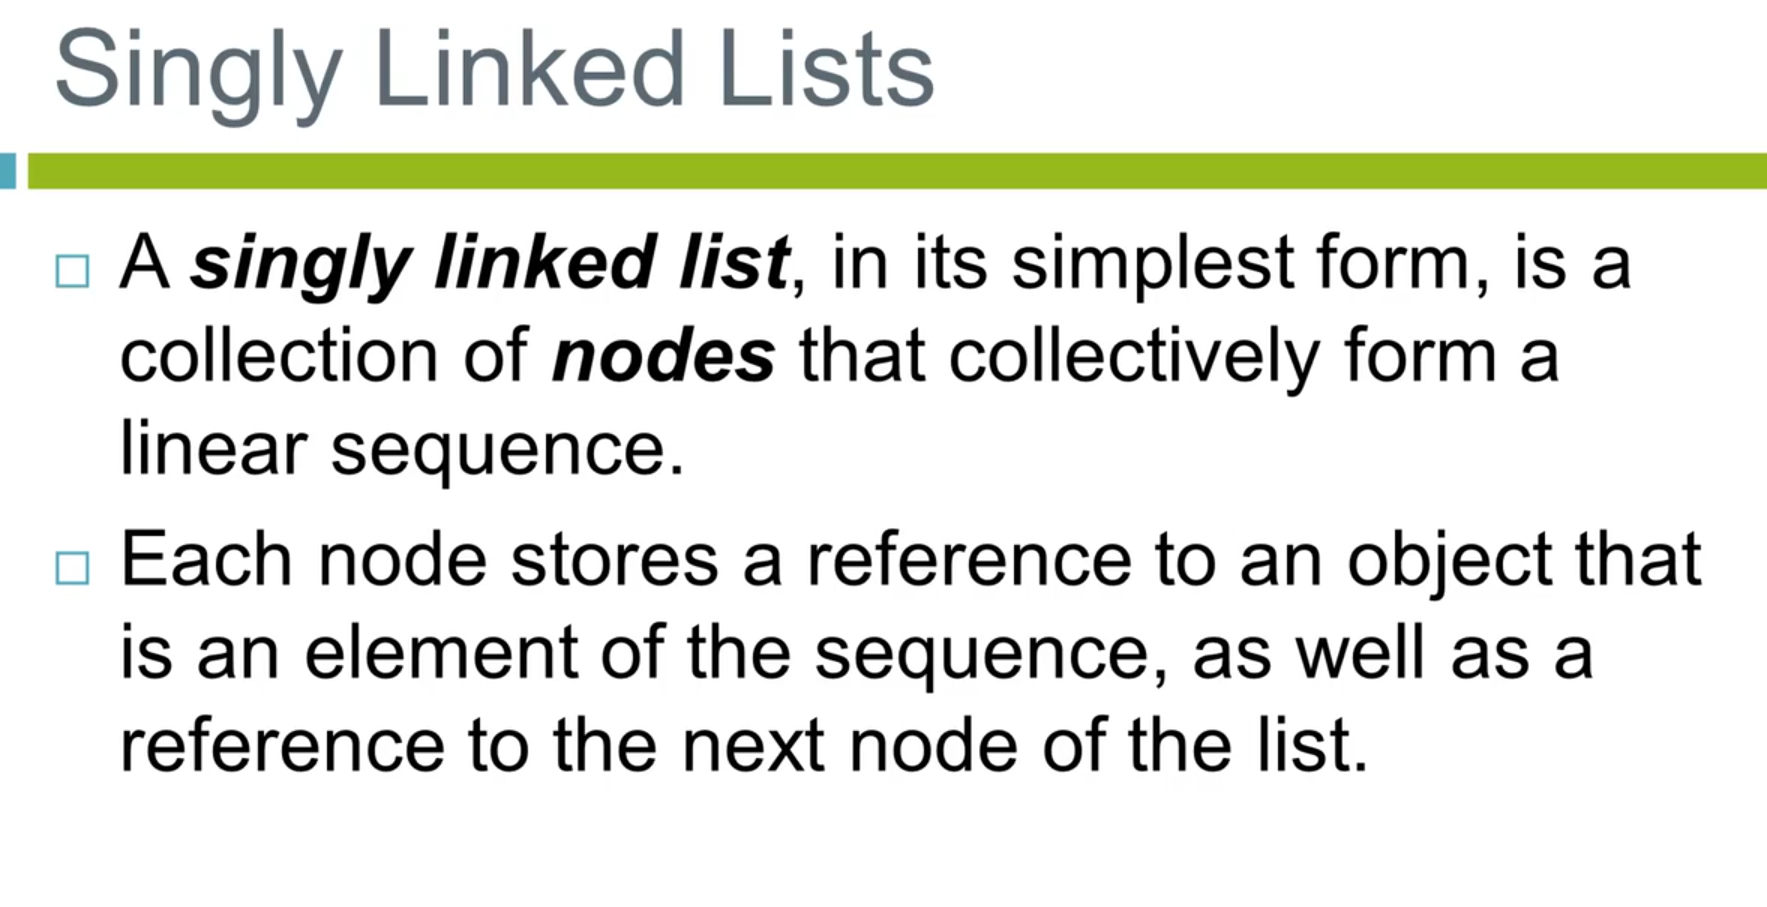 Singly Linked Lists
A singly linked list, in its simplest form, is a
collection of nodes that collectively form a
linear sequence.
Each node stores a reference to an object that
is an element of the sequence, as well as a
reference to the next node of the list.